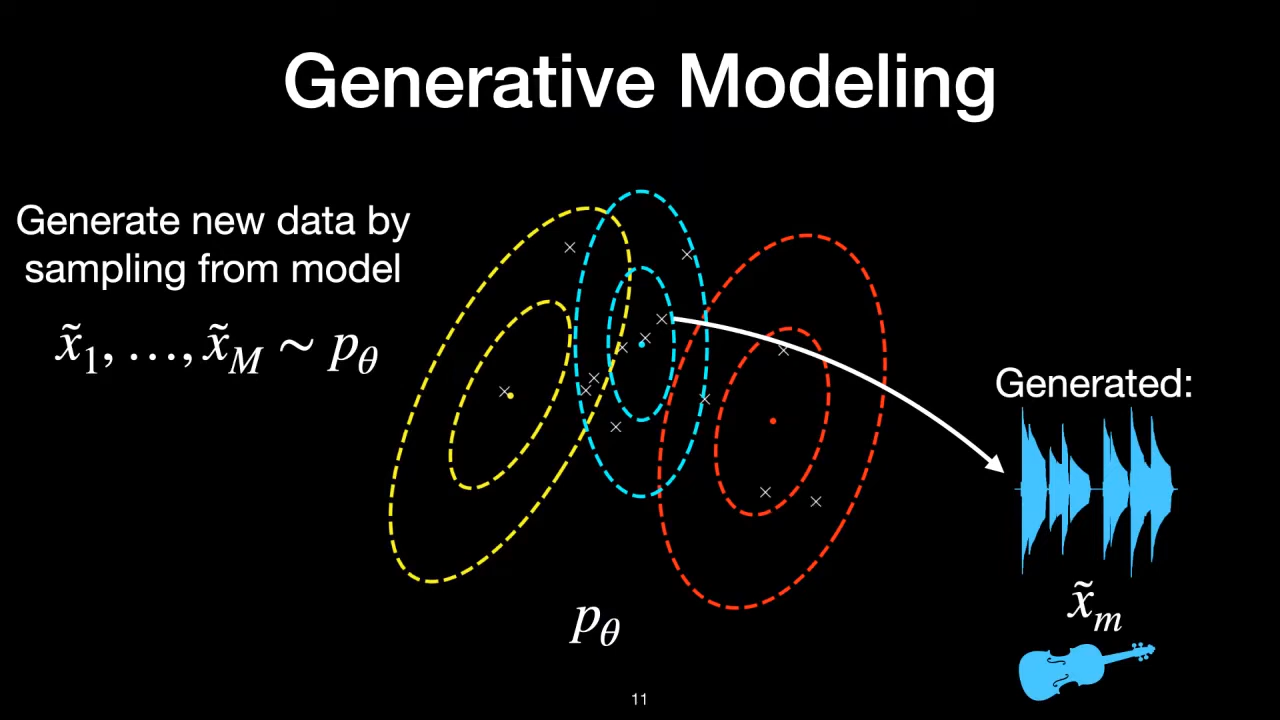 Generative Modeling
Generate new data by
sampling from model
x̃₁, …, x̃_M ∼ p_θ
Generated:
x̃_m
p_θ
11